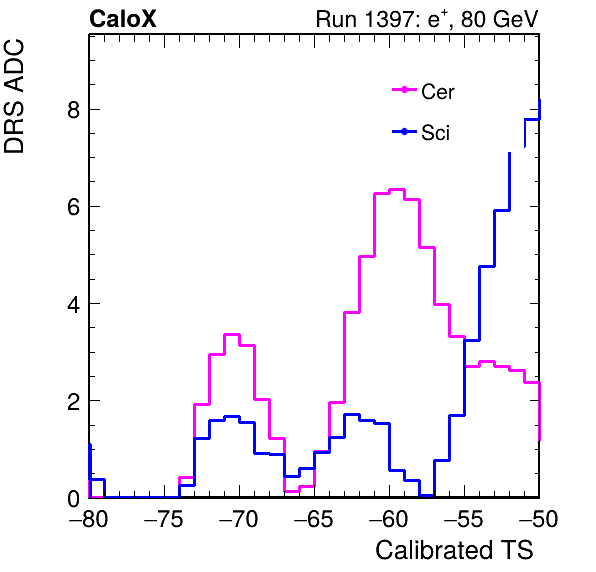 CaloX Run 1397: e⁺, 80 GeV
DRS ADC
Cer
Sci
8
6
4
2
0
−80 −75 −70 −65 −60 −55 −50
Calibrated TS